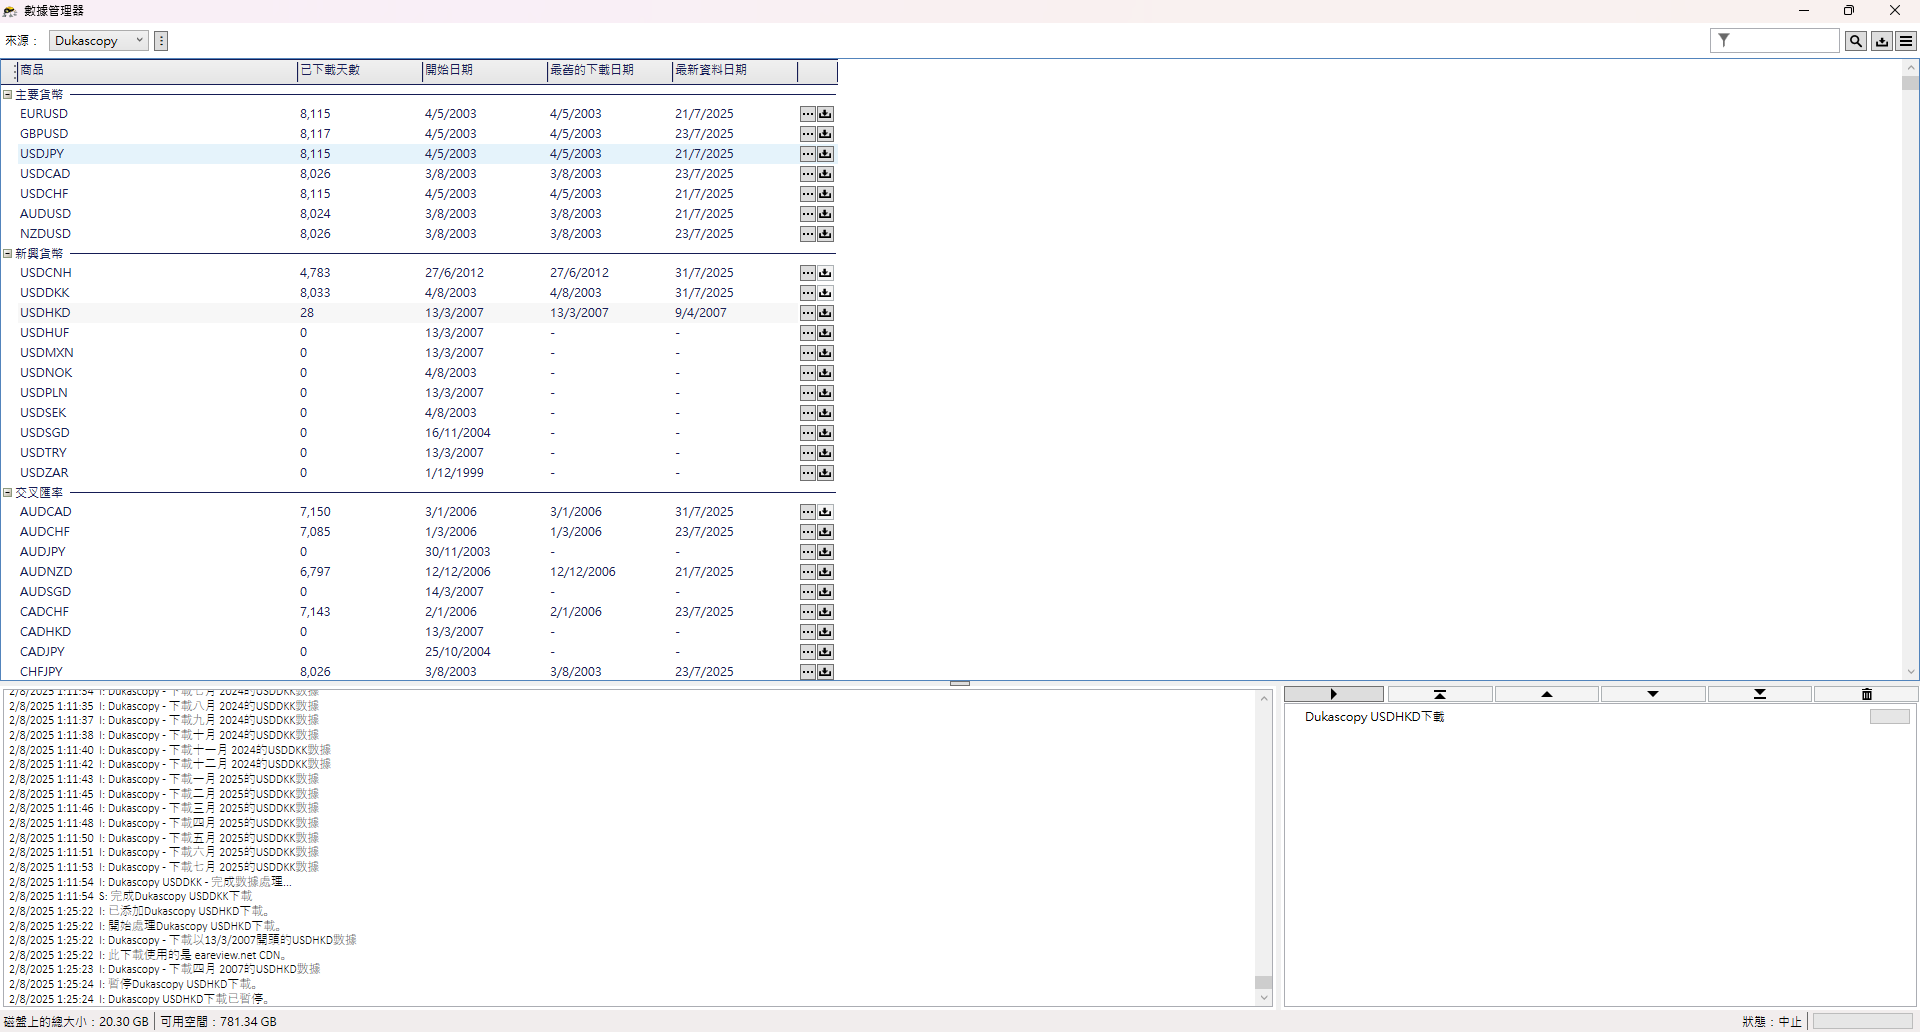 數據管理器
來源： Dukascopy
商品 已下載天數 開始日期 最舊的下載日期 最新資料日期
主要貨幣
EURUSD 8,115 4/5/2003 4/5/2003 21/7/2025
GBPUSD 8,117 4/5/2003 4/5/2003 23/7/2025
USDJPY 8,115 4/5/2003 4/5/2003 21/7/2025
USDCAD 8,026 3/8/2003 3/8/2003 23/7/2025
USDCHF 8,115 4/5/2003 4/5/2003 21/7/2025
AUDUSD 8,024 3/8/2003 3/8/2003 21/7/2025
NZDUSD 8,026 3/8/2003 3/8/2003 23/7/2025
新興貨幣
USDCNH 4,783 27/6/2012 27/6/2012 31/7/2025
USDDKK 8,033 4/8/2003 4/8/2003 31/7/2025
USDHKD 28 13/3/2007 13/3/2007 9/4/2007
USDHUF 0 13/3/2007 - -
USDMXN 0 13/3/2007 - -
USDNOK 0 4/8/2003 - -
USDPLN 0 13/3/2007 - -
USDSEK 0 4/8/2003 - -
USDSGD 0 16/11/2004 - -
USDTRY 0 13/3/2007 - -
USDZAR 0 1/12/1999 - -
交叉匯率
AUDCAD 7,150 3/1/2006 3/1/2006 31/7/2025
AUDCHF 7,085 1/3/2006 1/3/2006 23/7/2025
AUDJPY 0 30/11/2003 - -
AUDNZD 6,797 12/12/2006 12/12/2006 21/7/2025
AUDSGD 0 14/3/2007 - -
CADCHF 7,143 2/1/2006 2/1/2006 23/7/2025
CADHKD 0 13/3/2007 - -
CADJPY 0 25/10/2004 - -
CHFJPY 8,026 3/8/2003 3/8/2003 23/7/2025
2/8/2025 1:11:34 I: Dukascopy - 下載七月 2024的USDDKK數據
2/8/2025 1:11:35 I: Dukascopy - 下載八月 2024的USDDKK數據
2/8/2025 1:11:37 I: Dukascopy - 下載九月 2024的USDDKK數據
2/8/2025 1:11:38 I: Dukascopy - 下載十月 2024的USDDKK數據
2/8/2025 1:11:40 I: Dukascopy - 下載十一月 2024的USDDKK數據
2/8/2025 1:11:42 I: Dukascopy - 下載十二月 2024的USDDKK數據
2/8/2025 1:11:43 I: Dukascopy - 下載一月 2025的USDDKK數據
2/8/2025 1:11:45 I: Dukascopy - 下載二月 2025的USDDKK數據
2/8/2025 1:11:46 I: Dukascopy - 下載三月 2025的USDDKK數據
2/8/2025 1:11:48 I: Dukascopy - 下載四月 2025的USDDKK數據
2/8/2025 1:11:50 I: Dukascopy - 下載五月 2025的USDDKK數據
2/8/2025 1:11:51 I: Dukascopy - 下載六月 2025的USDDKK數據
2/8/2025 1:11:53 I: Dukascopy - 下載七月 2025的USDDKK數據
2/8/2025 1:11:54 I: Dukascopy USDDKK - 完成數據處理...
2/8/2025 1:11:54 S: 完成Dukascopy USDDKK下載
2/8/2025 1:25:22 I: 已添加Dukascopy USDHKD下載。
2/8/2025 1:25:22 I: 開始處理Dukascopy USDHKD下載。
2/8/2025 1:25:22 I: Dukascopy - 下載以13/3/2007開頭的USDHKD數據
2/8/2025 1:25:22 I: 此下載使用的是 eareview.net CDN。
2/8/2025 1:25:23 I: Dukascopy - 下載四月 2007的USDHKD數據
2/8/2025 1:25:24 I: 暫停Dukascopy USDHKD下載。
2/8/2025 1:25:24 I: Dukascopy USDHKD下載已暫停。
Dukascopy USDHKD下載
磁盤上的總大小：20.30 GB 可用空間：781.34 GB
狀態：中止